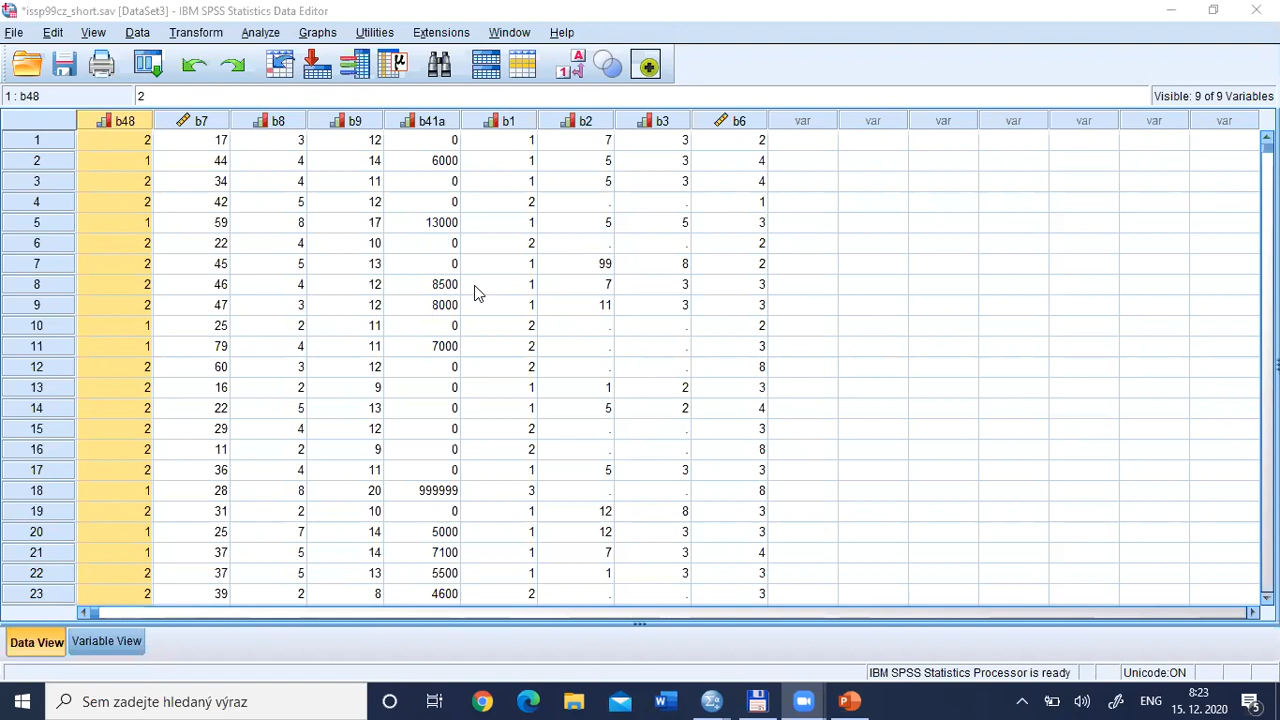 *issp99cz_short.sav [DataSet3] - IBM SPSS Statistics Data Editor
File Edit View Data Transform Analyze Graphs Utilities Extensions Window Help
1 : b48 2 Visible: 9 of 9 Variables
b48 b7 b8 b9 b41a b1 b2 b3 b6 var var var var var var var
1 2 17 3 12 0 1 7 3 2
2 1 44 4 14 6000 1 5 3 4
3 2 34 4 11 0 1 5 3 4
4 2 42 5 12 0 2 . . 1
5 1 59 8 17 13000 1 5 5 3
6 2 22 4 10 0 2 . . 2
7 2 45 5 13 0 1 99 8 2
8 2 46 4 12 8500 1 7 3 3
9 2 47 3 12 8000 1 11 3 3
10 1 25 2 11 0 2 . . 2
11 1 79 4 11 7000 2 . . 3
12 2 60 3 12 0 2 . . 8
13 2 16 2 9 0 1 1 2 3
14 2 22 5 13 0 1 5 2 4
15 2 29 4 12 0 2 . . 3
16 2 11 2 9 0 2 . . 8
17 2 36 4 11 0 1 5 3 3
18 1 28 8 20 999999 3 . . 8
19 2 31 2 10 0 1 12 8 3
20 1 25 7 14 5000 1 12 3 3
21 1 37 5 14 7100 1 7 3 4
22 2 37 5 13 5500 1 1 3 3
23 2 39 2 8 4600 2 . . 3
Data View Variable View
IBM SPSS Statistics Processor is ready Unicode:ON
Sem zadejte hledaný výraz ENG 8:23
15. 12. 2020 5